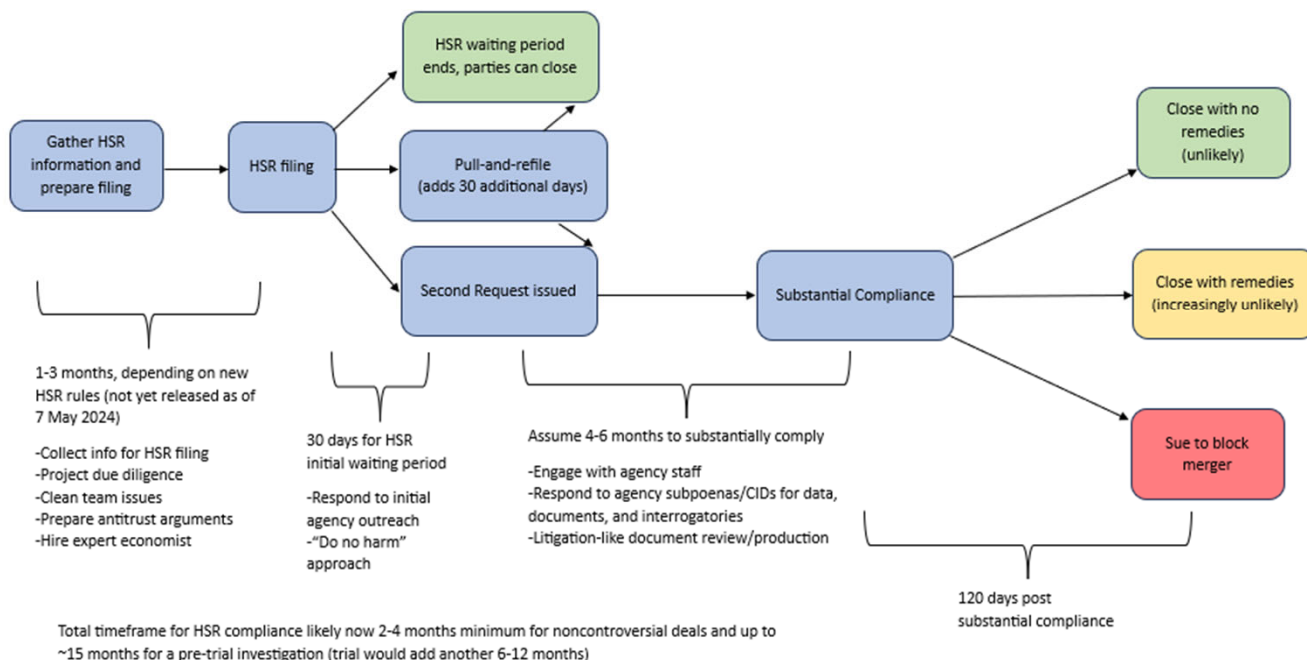 HSR waiting period
ends, parties can close
Gather HSR
information and
prepare filing
HSR filing
Pull-and-refile
(adds 30 additional days)
Second Request issued
Substantial Compliance
Close with no
remedies
(unlikely)
Close with remedies
(increasingly unlikely)
Sue to block
merger
1-3 months, depending on new
HSR rules (not yet released as of
7 May 2024)
-Collect info for HSR filing
-Project due diligence
-Clean team issues
-Prepare antitrust arguments
-Hire expert economist
30 days for HSR
initial waiting period
-Respond to initial
agency outreach
-“Do no harm”
approach
Assume 4-6 months to substantially comply
-Engage with agency staff
-Respond to agency subpoenas/CIDs for data,
documents, and interrogatories
-Litigation-like document review/production
120 days post
substantial compliance
Total timeframe for HSR compliance likely now 2-4 months minimum for noncontroversial deals and up to
~15 months for a pre-trial investigation (trial would add another 6-12 months)